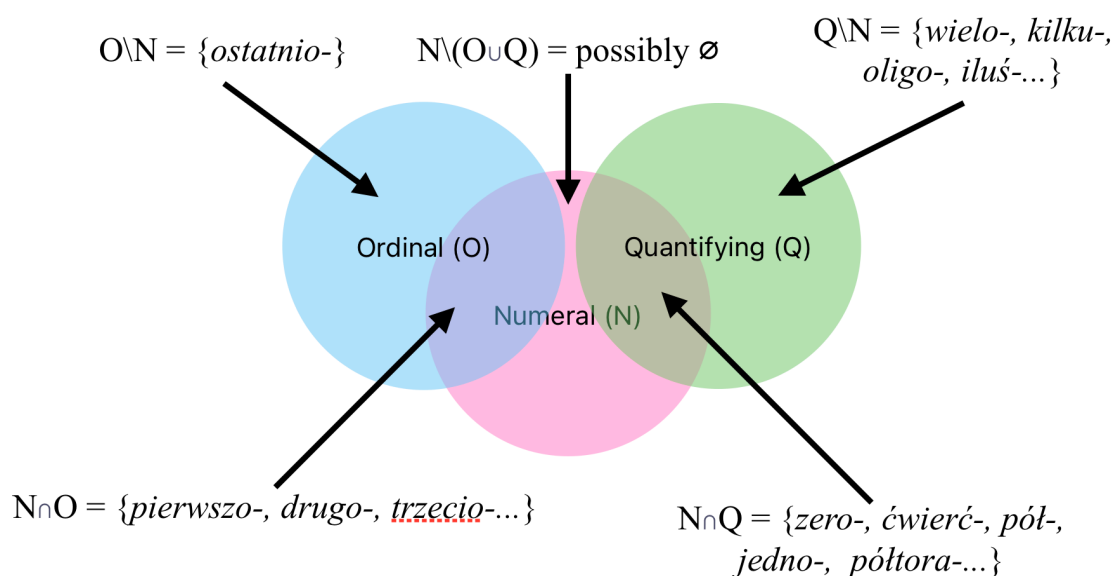 O\N = {ostatnio-}
N\(O∪Q) = possibly ∅
Q\N = {wielo-, kilku-,
oligo-, iluś-...}
Ordinal (O)
Quantifying (Q)
Numeral (N)
N∩O = {pierwszo-, drugo-, trzecio-...}
N∩Q = {zero-, ćwierć-, pół-,
jedno-, półtora-...}